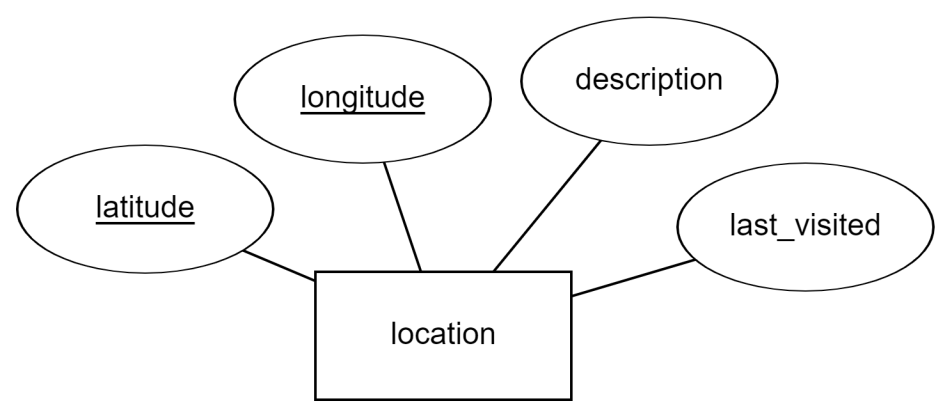 longitude
description
latitude
last_visited
location